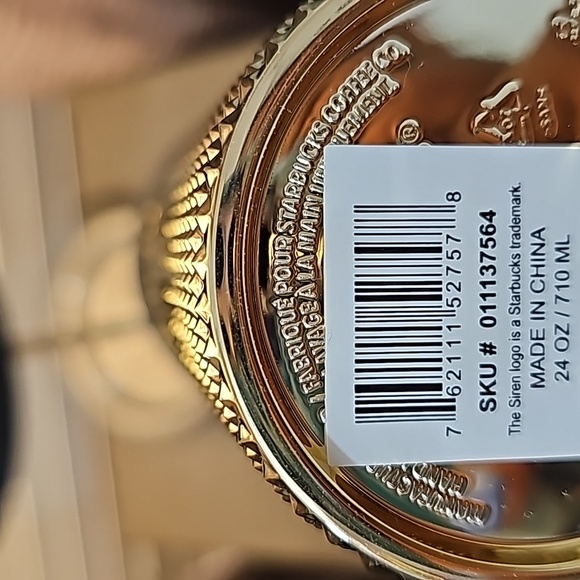 FABRIQUÉ POUR STARBUCKS COFFEE CO.
LAVAGE À LA MAIN UNIQUEMENT
®
7 62111 52757 8
SKU # 011137564
The Siren logo is a Starbucks trademark.
MADE IN CHINA
24 OZ / 710 ML
HAND